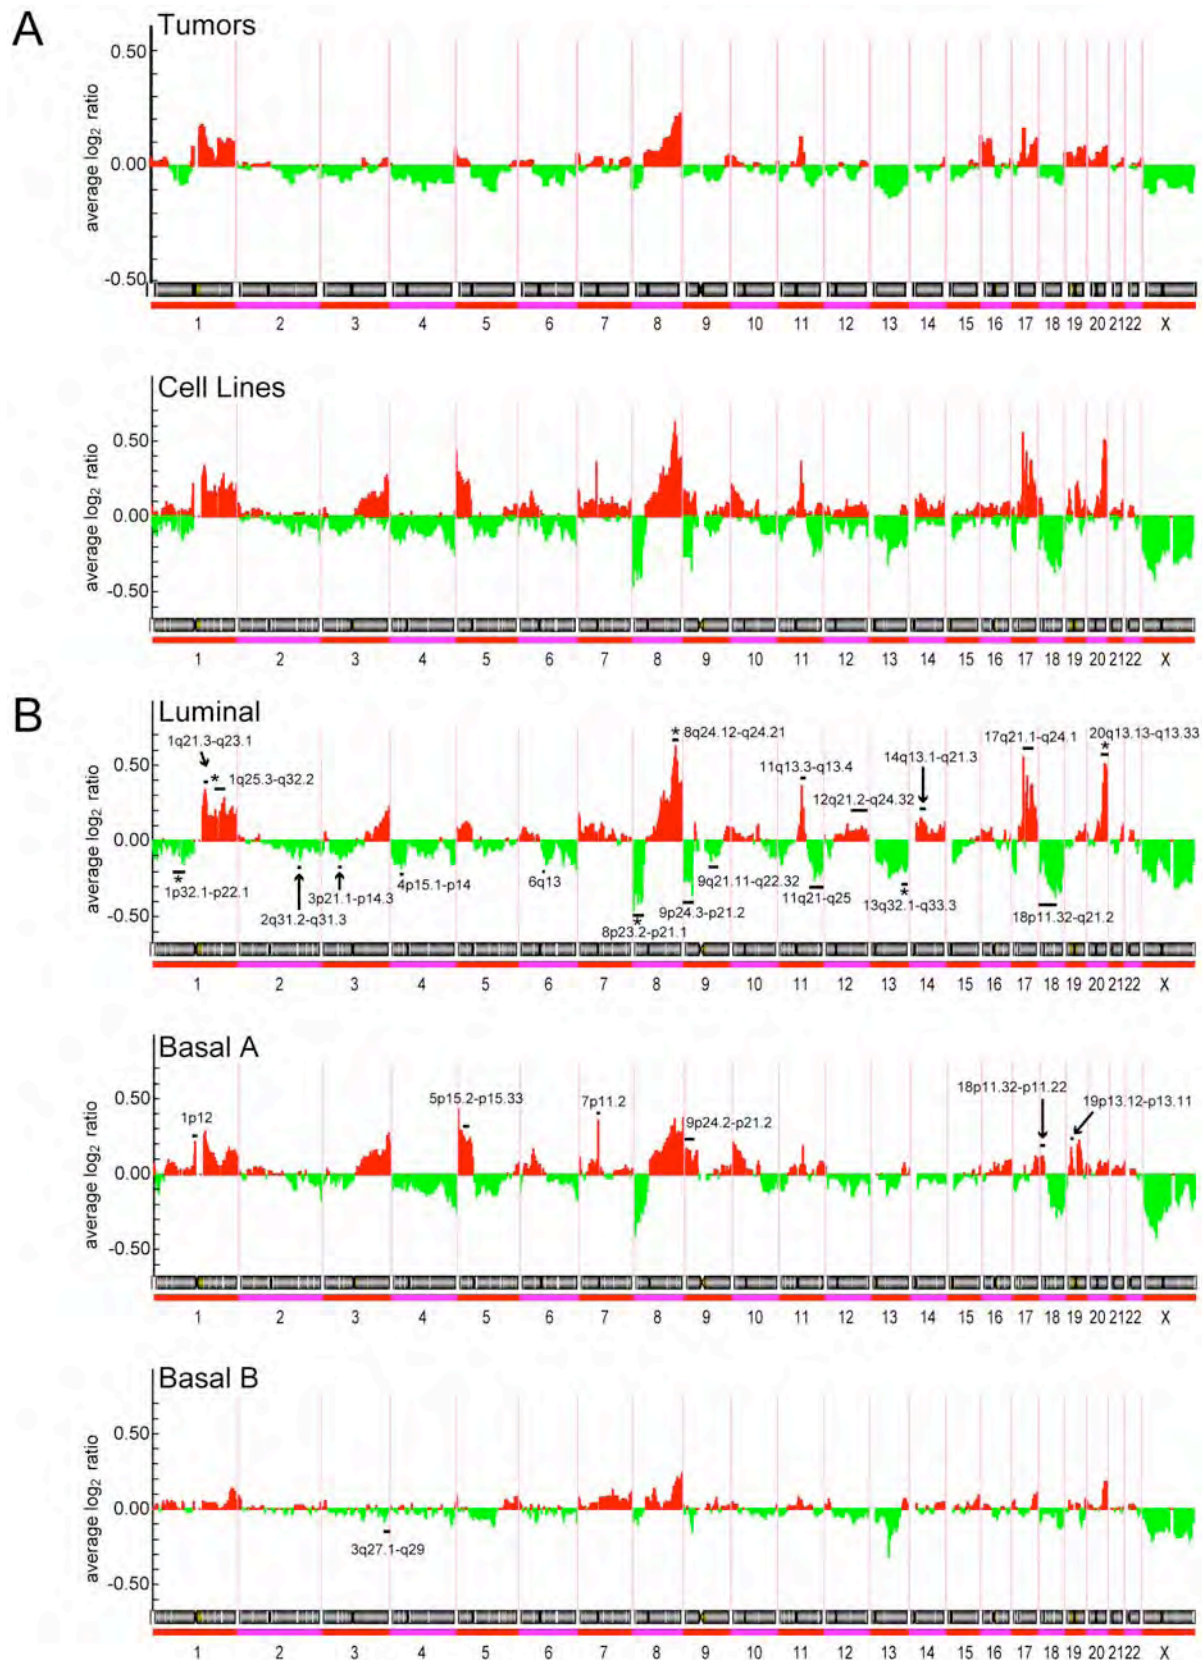 A
Tumors
average log2 ratio
0.50
0.00
-0.50
1 2 3 4 5 6 7 8 9 10 11 12 13 14 15 16 17 18 19 20 21 22 X
Cell Lines
average log2 ratio
0.50
0.00
-0.50
1 2 3 4 5 6 7 8 9 10 11 12 13 14 15 16 17 18 19 20 21 22 X
B
Luminal
average log2 ratio
1q21.3-q23.1
* 8q24.12-q24.21
17q21.1-q24.1
20q13.13-q13.33
*
0.50
* 1q25.3-q32.2
11q13.3-q13.4
14q13.1-q21.3
12q21.2-q24.32
0.00
*
1p32.1-p22.1
2q31.2-q31.3
3p21.1-p14.3
4p15.1-p14
6q13
*
8p23.2-p21.1
9p24.3-p21.2
9q21.11-q22.32
11q21-q25
*
13q32.1-q33.3
18p11.32-q21.2
-0.50
1 2 3 4 5 6 7 8 9 10 11 12 13 14 15 16 17 18 19 20 21 22 X
Basal A
average log2 ratio
0.50
1p12
5p15.2-p15.33
7p11.2
9p24.2-p21.2
18p11.32-p11.22
19p13.12-p13.11
0.00
-0.50
1 2 3 4 5 6 7 8 9 10 11 12 13 14 15 16 17 18 19 20 21 22 X
Basal B
average log2 ratio
0.50
0.00
3q27.1-q29
-0.50
1 2 3 4 5 6 7 8 9 10 11 12 13 14 15 16 17 18 19 20 21 22 X